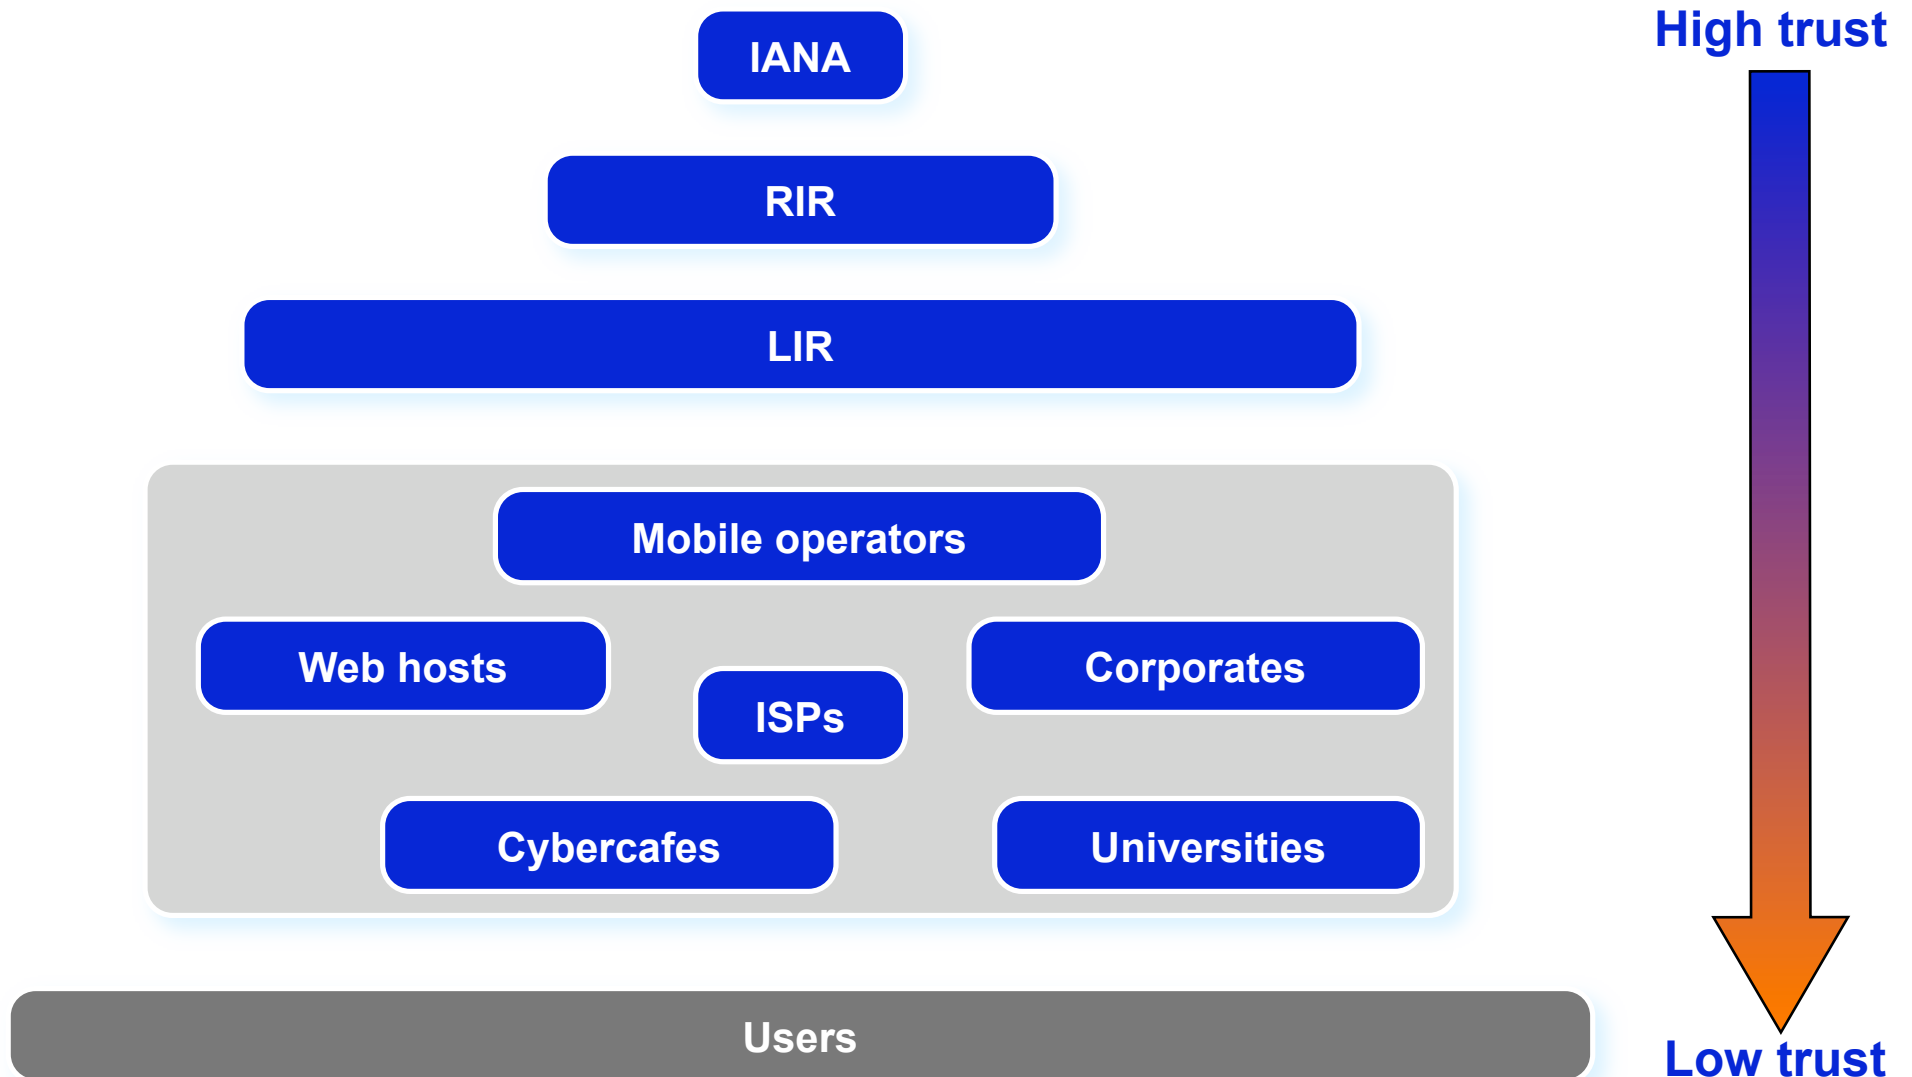 IANA
High trust
RIR
LIR
Mobile operators
Web hosts
Corporates
ISPs
Cybercafes
Universities
Users
Low trust